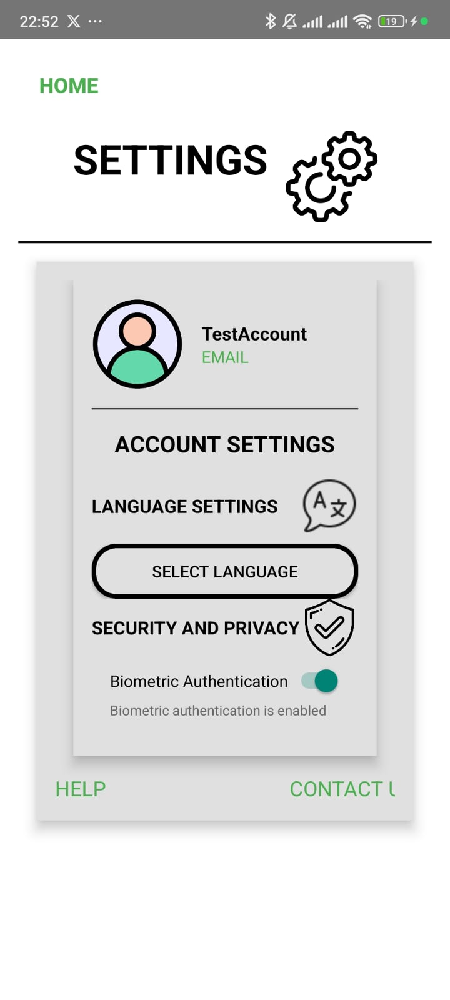 22:52 X ... 19
HOME
SETTINGS
TestAccount
EMAIL
ACCOUNT SETTINGS
LANGUAGE SETTINGS
A 文
SELECT LANGUAGE
SECURITY AND PRIVACY
Biometric Authentication
Biometric authentication is enabled
HELP CONTACT